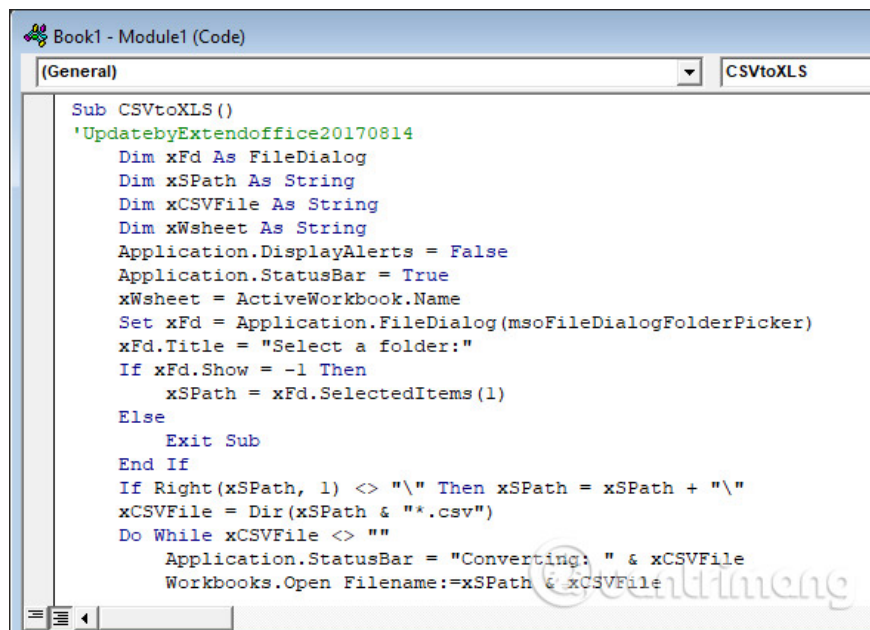 Book1 - Module1 (Code)
(General) CSVtoXLS
Sub CSVtoXLS()
'UpdatebyExtendoffice20170814
    Dim xFd As FileDialog
    Dim xSPath As String
    Dim xCSVFile As String
    Dim xWsheet As String
    Application.DisplayAlerts = False
    Application.StatusBar = True
    xWsheet = ActiveWorkbook.Name
    Set xFd = Application.FileDialog(msoFileDialogFolderPicker)
    xFd.Title = "Select a folder:"
    If xFd.Show = -1 Then
        xSPath = xFd.SelectedItems(1)
    Else
        Exit Sub
    End If
    If Right(xSPath, 1) <> "\" Then xSPath = xSPath + "\"
    xCSVFile = Dir(xSPath & "*.csv")
    Do While xCSVFile <> ""
        Application.StatusBar = "Converting: " & xCSVFile
        Workbooks.Open Filename:=xSPath & xCSVFile
@uantrimang